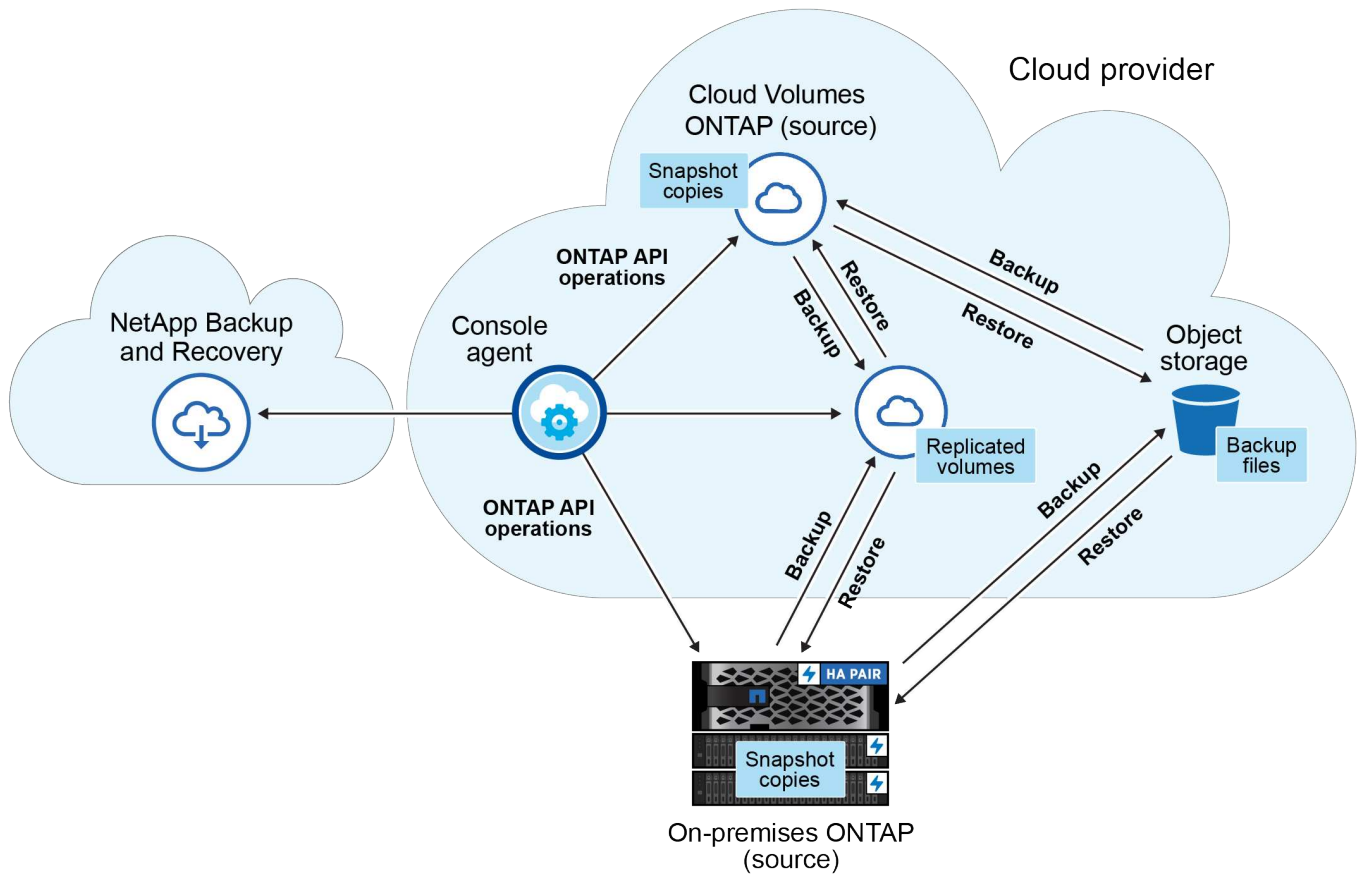 Cloud provider
Cloud Volumes
ONTAP (source)
Snapshot
copies
ONTAP API
operations
Backup
Restore
Restore
Backup
NetApp Backup
and Recovery
Console
agent
Object
storage
Replicated
volumes
Backup
files
ONTAP API
operations
Backup
Restore
Backup
Restore
HA PAIR
Snapshot
copies
On-premises ONTAP
(source)